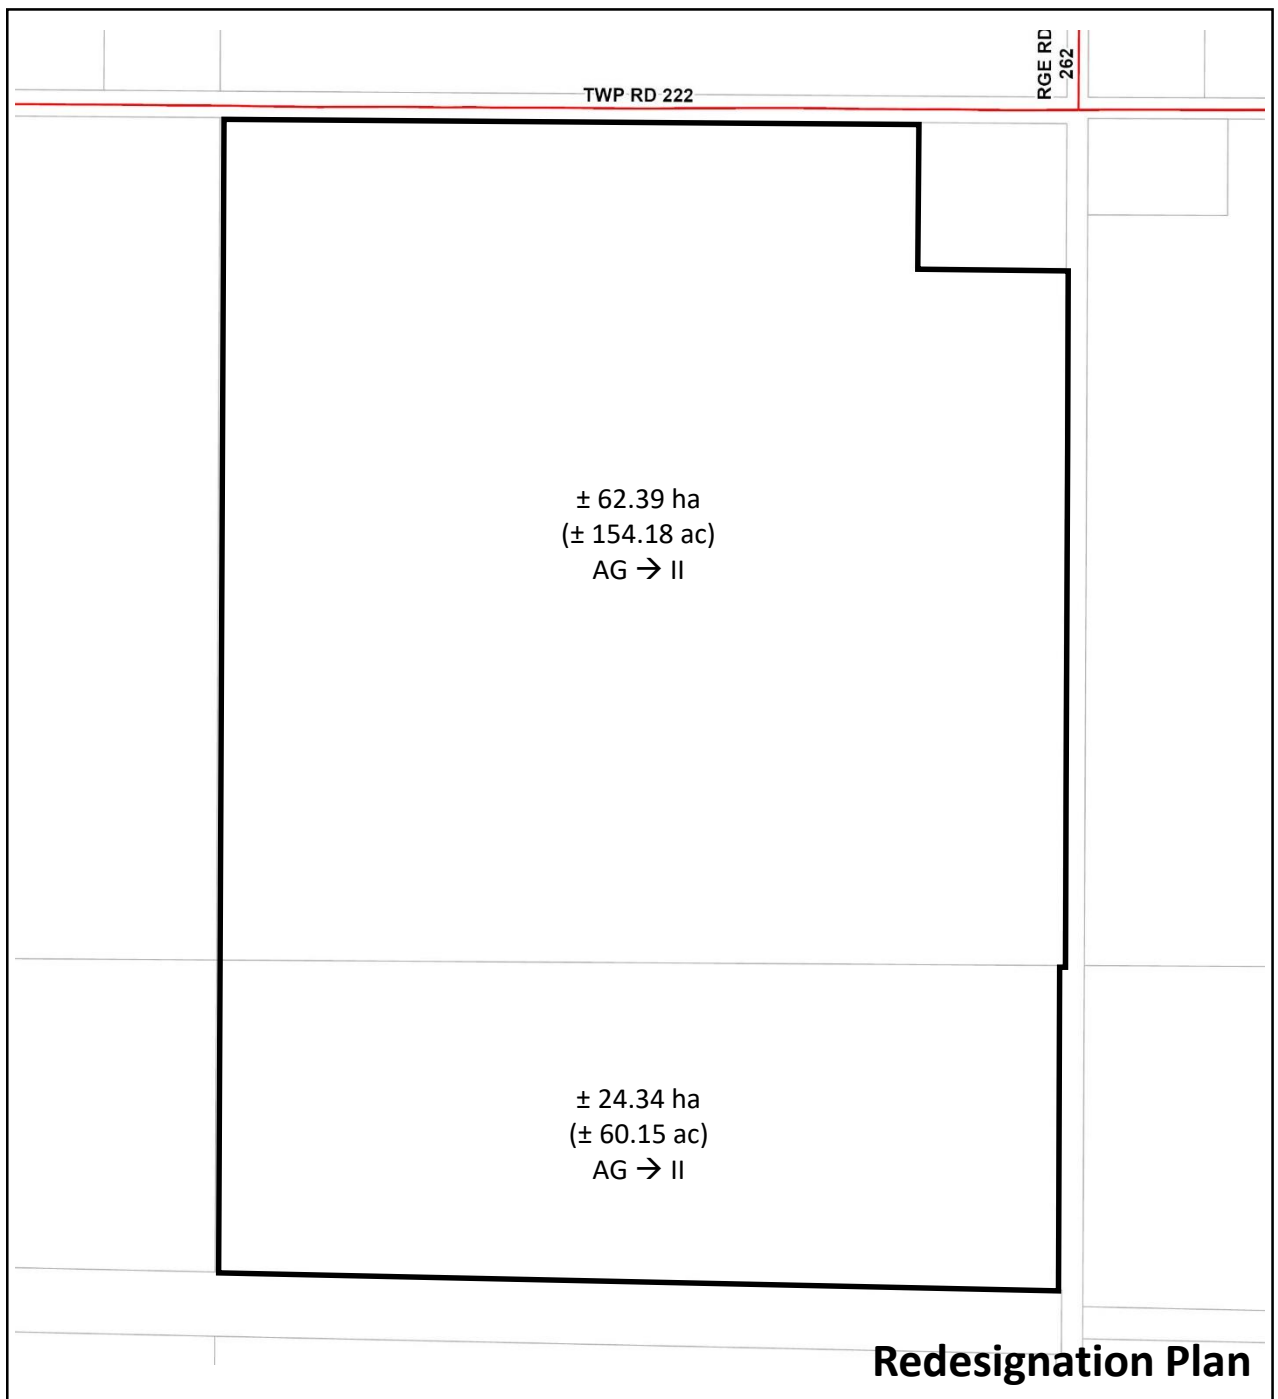 RGE RD
262
TWP RD 222
± 62.39 ha
(± 154.18 ac)
AG → II
± 24.34 ha
(± 60.15 ac)
AG → II
Redesignation Plan